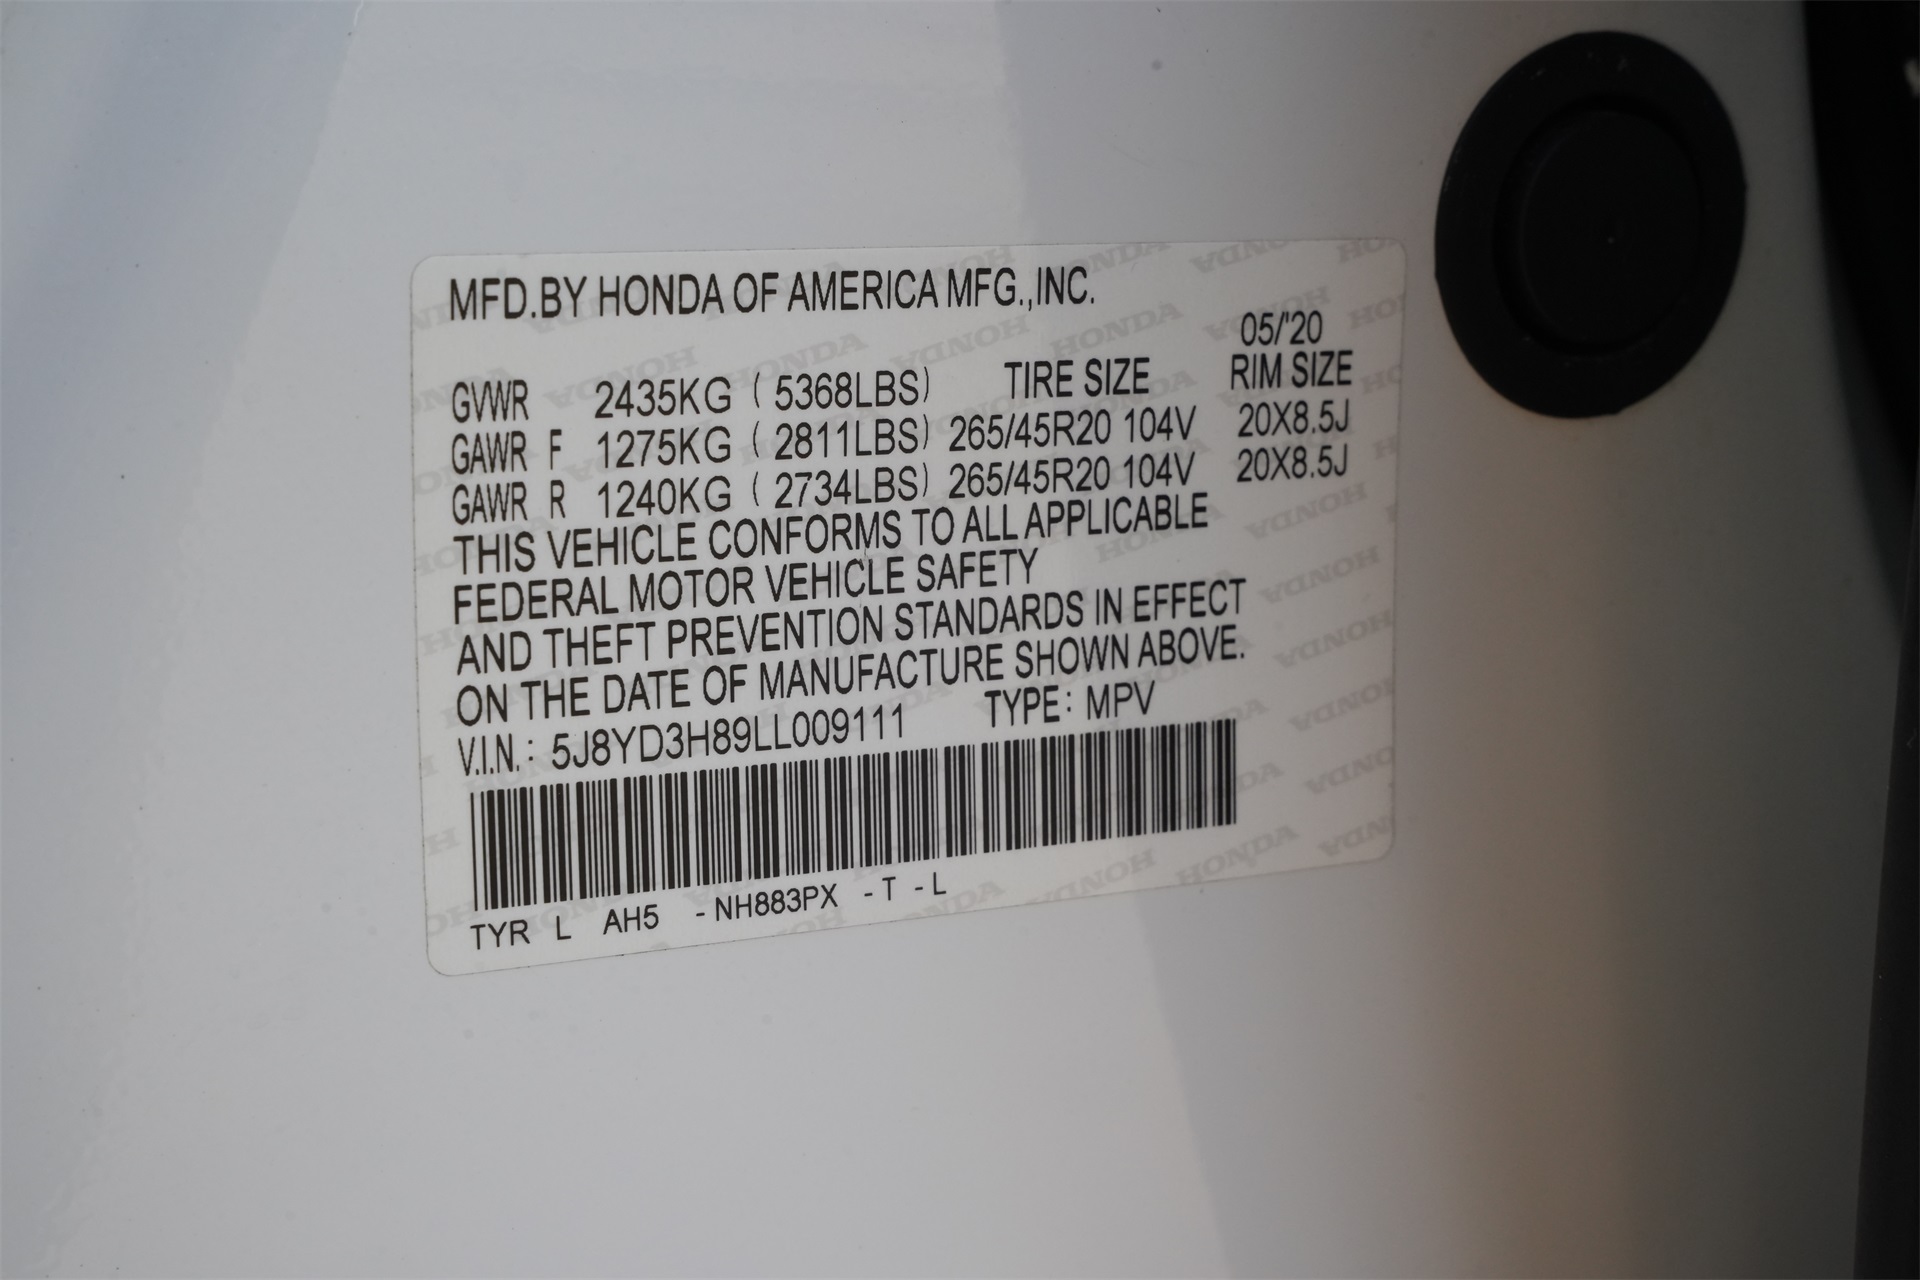 MFD.BY HONDA OF AMERICA MFG.,INC.
05/'20
GVWR 2435KG ( 5368LBS) TIRE SIZE RIM SIZE
GAWR F 1275KG ( 2811LBS) 265/45R20 104V 20X8.5J
GAWR R 1240KG ( 2734LBS) 265/45R20 104V 20X8.5J
THIS VEHICLE CONFORMS TO ALL APPLICABLE
FEDERAL MOTOR VEHICLE SAFETY
AND THEFT PREVENTION STANDARDS IN EFFECT
ON THE DATE OF MANUFACTURE SHOWN ABOVE.
V.I.N.: 5J8YD3H89LL009111 TYPE: MPV
TYR L AH5 -NH883PX -T -L